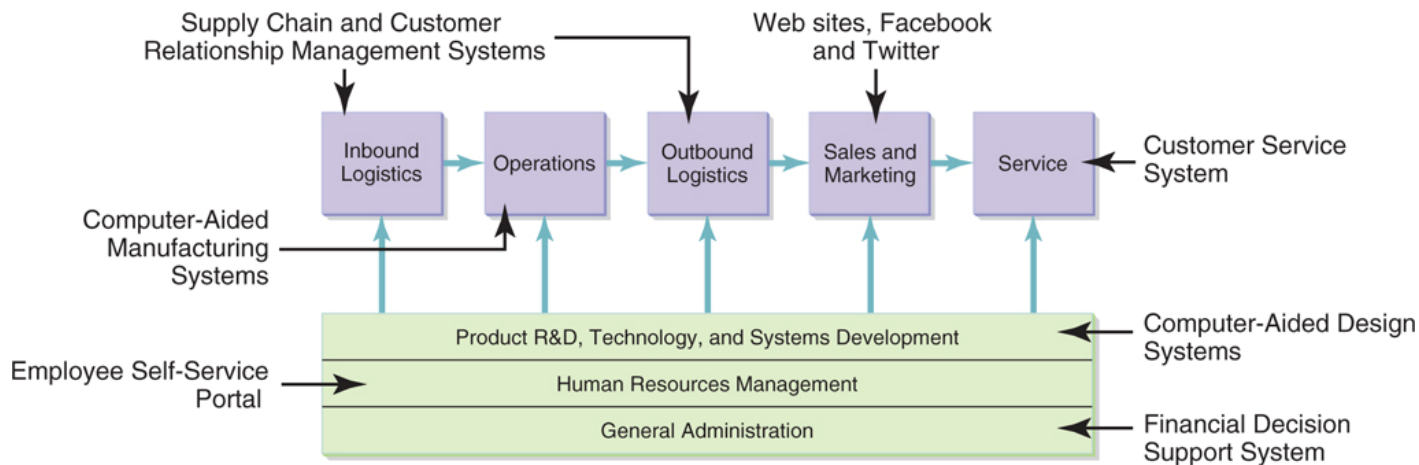 Supply Chain and Customer
Relationship Management Systems
Web sites, Facebook
and Twitter
Inbound
Logistics
Operations
Outbound
Logistics
Sales and
Marketing
Service
Customer Service
System
Computer-Aided
Manufacturing
Systems
Product R&D, Technology, and Systems Development
Computer-Aided Design
Systems
Employee Self-Service
Portal
Human Resources Management
General Administration
Financial Decision
Support System